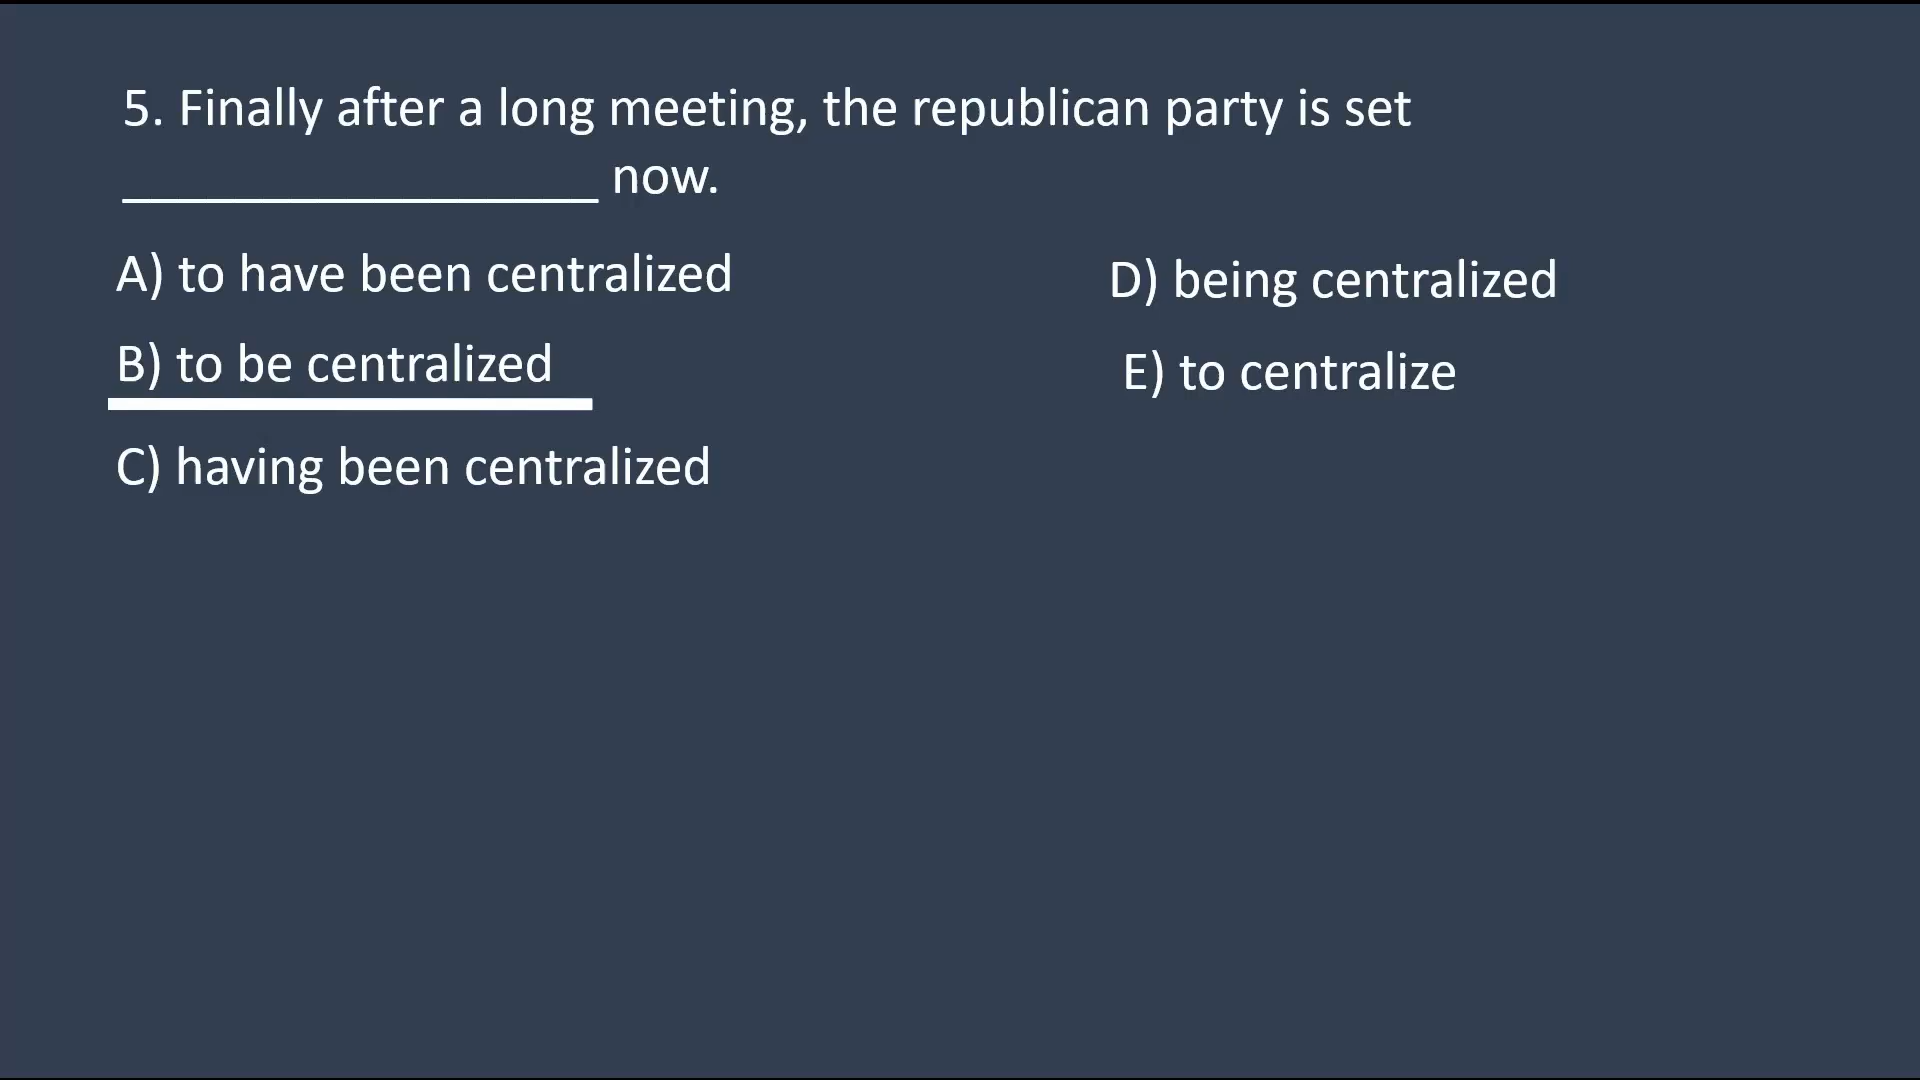 5. Finally after a long meeting, the republican party is set
__________________ now.
A) to have been centralized
B) to be centralized
C) having been centralized
D) being centralized
E) to centralize